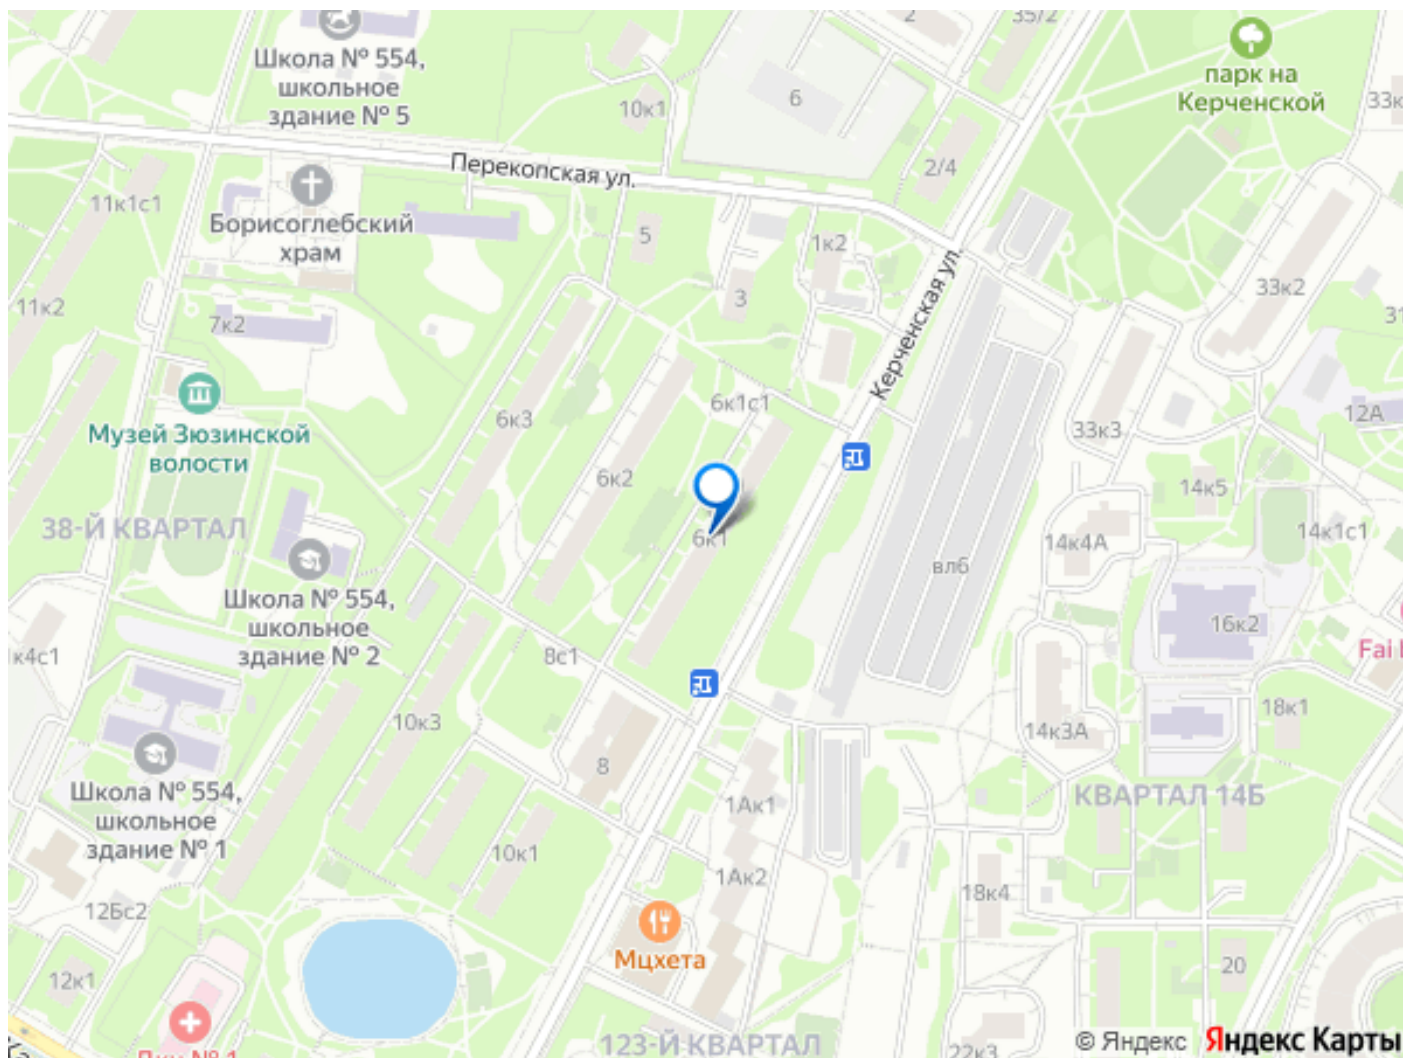 2
35/2
Школа № 554,
школьное
здание № 5
парк на
Керченской
10к1
6
33к
Перекопская ул.
2/4
11к1с1
Борисоглебский
храм
5
1к2
Керченская ул.
3
33к2
11к2
7к2
31
6к3
6к1с1
12А
Музей Зюзинской
волости
33к3
6к2
14к5
38-Й КВАРТАЛ
6к1
14к4А
14к1с1
вл6
Школа № 554,
школьное
здание № 2
16к2
1к4с1
8с1
Fai
18к1
10к3
14к3А
8
Школа № 554,
школьное
здание № 1
1Ак1
КВАРТАЛ 14Б
10к1
1Ак2
18к4
12Бс2
Мцхета
12к1
20
123-Й КВАРТАЛ
22к3
© Яндекс Яндекс Карты